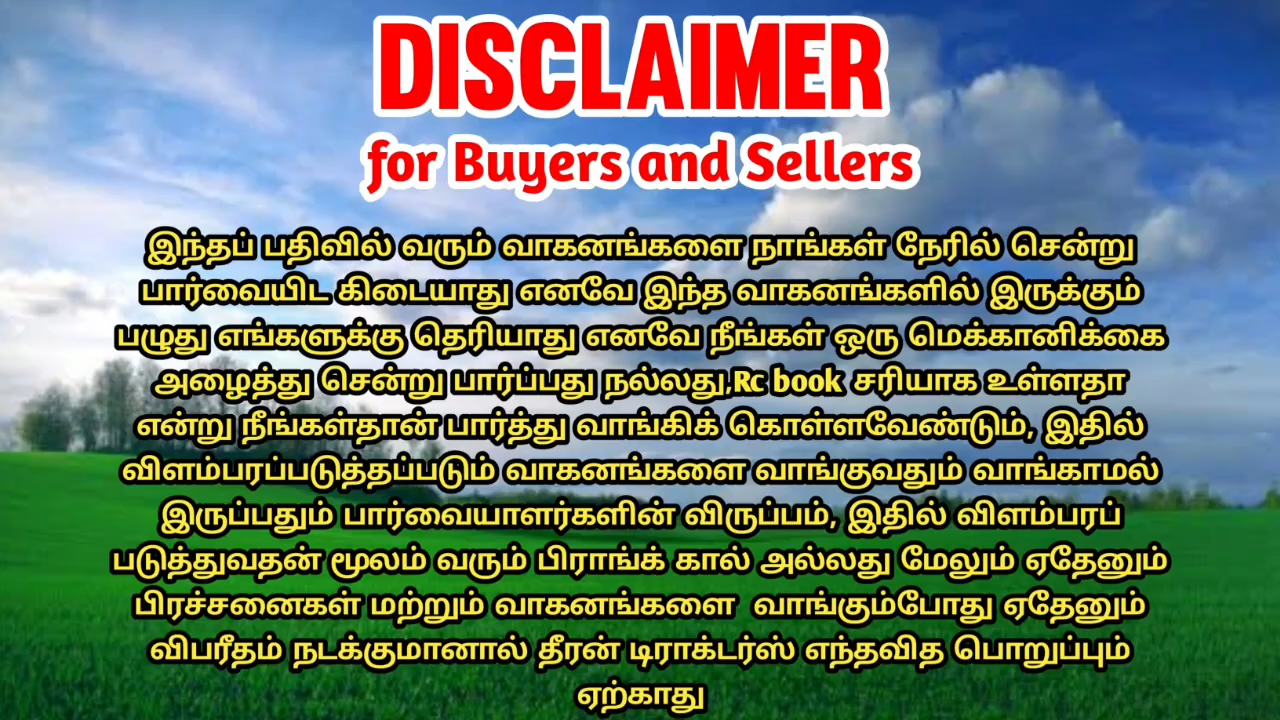 DISCLAIMER
for Buyers and Sellers
இந்தப் பதிவில் வரும் வாகனங்களை நாங்கள் நேரில் சென்று
பார்வையிட கிடையாது எனவே இந்த வாகனங்களில் இருக்கும்
பழுது எங்களுக்கு தெரியாது எனவே நீங்கள் ஒரு மெக்கானிக்கை
அழைத்து சென்று பார்ப்பது நல்லது,Rc book சரியாக உள்ளதா
என்று நீங்கள்தான் பார்த்து வாங்கிக் கொள்ளவேண்டும், இதில்
விளம்பரப்படுத்தப்படும் வாகனங்களை வாங்குவதும் வாங்காமல்
இருப்பதும் பார்வையாளர்களின் விருப்பம், இதில் விளம்பரப்
படுத்துவதன் மூலம் வரும் பிராங்க் கால் அல்லது மேலும் ஏதேனும்
பிரச்சனைகள் மற்றும் வாகனங்களை வாங்கும்போது ஏதேனும்
விபரீதம் நடக்குமானால் தீரன் டிராக்டர்ஸ் எந்தவித பொறுப்பும்
ஏற்காது